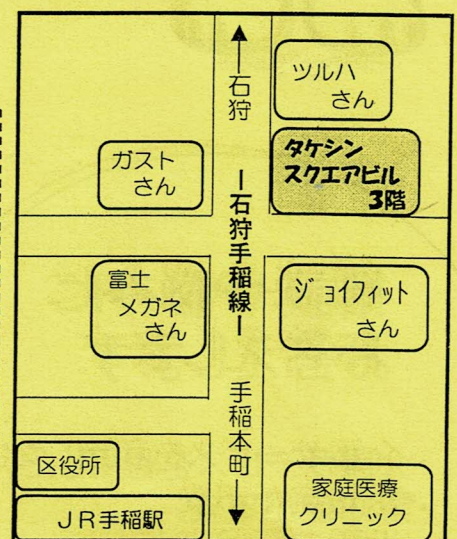 石狩
ツルハ
さん
ガスト
さん
タケシン
スクエアビル
3階
ー石狩手稲線ー
富士
メガネ
さん
ジョイフィット
さん
手稲本町
区役所
JR手稲駅
家庭医療
クリニック